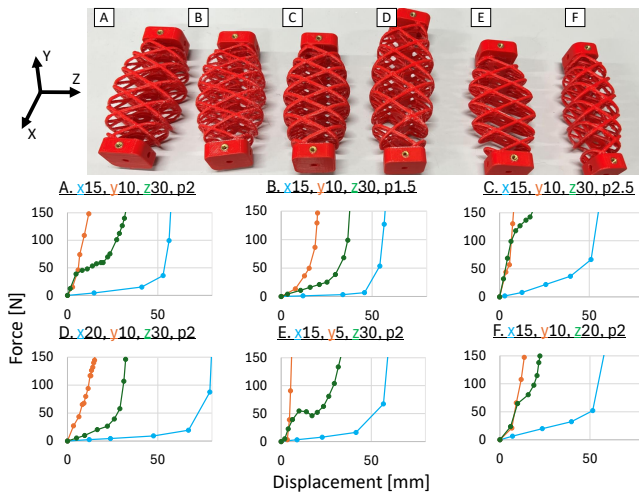 A B C D E F
Y
Z
X
A. x15, y10, z30, p2 B. x15, y10, z30, p1.5 C. x15, y10, z30, p2.5
150 150 150
100 100 100
50 50 50
0 0 0
0 50 0 50 0 50
D. x20, y10, z30, p2 E. x15, y5, z30, p2 F. x15, y10, z20, p2
150 150 150
100 100 100
50 50 50
0 0 0
0 50 0 50 0 50
Force [N]
Displacement [mm]